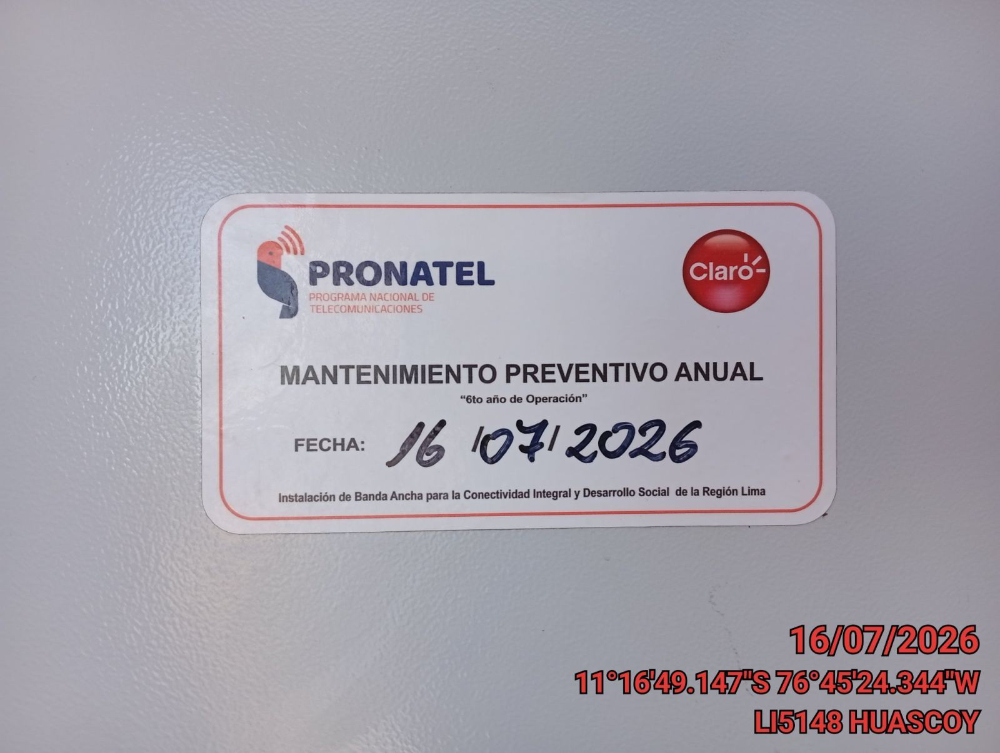 PRONATEL
PROGRAMA NACIONAL DE
TELECOMUNICACIONES
Claro
MANTENIMIENTO PREVENTIVO ANUAL
“6to año de Operación”
FECHA: 16/07/2026
Instalación de Banda Ancha para la Conectividad Integral y Desarrollo Social de la Región Lima
16/07/2026
11°16'49.147"S 76°45'24.344"W
LI5148 HUASCOY